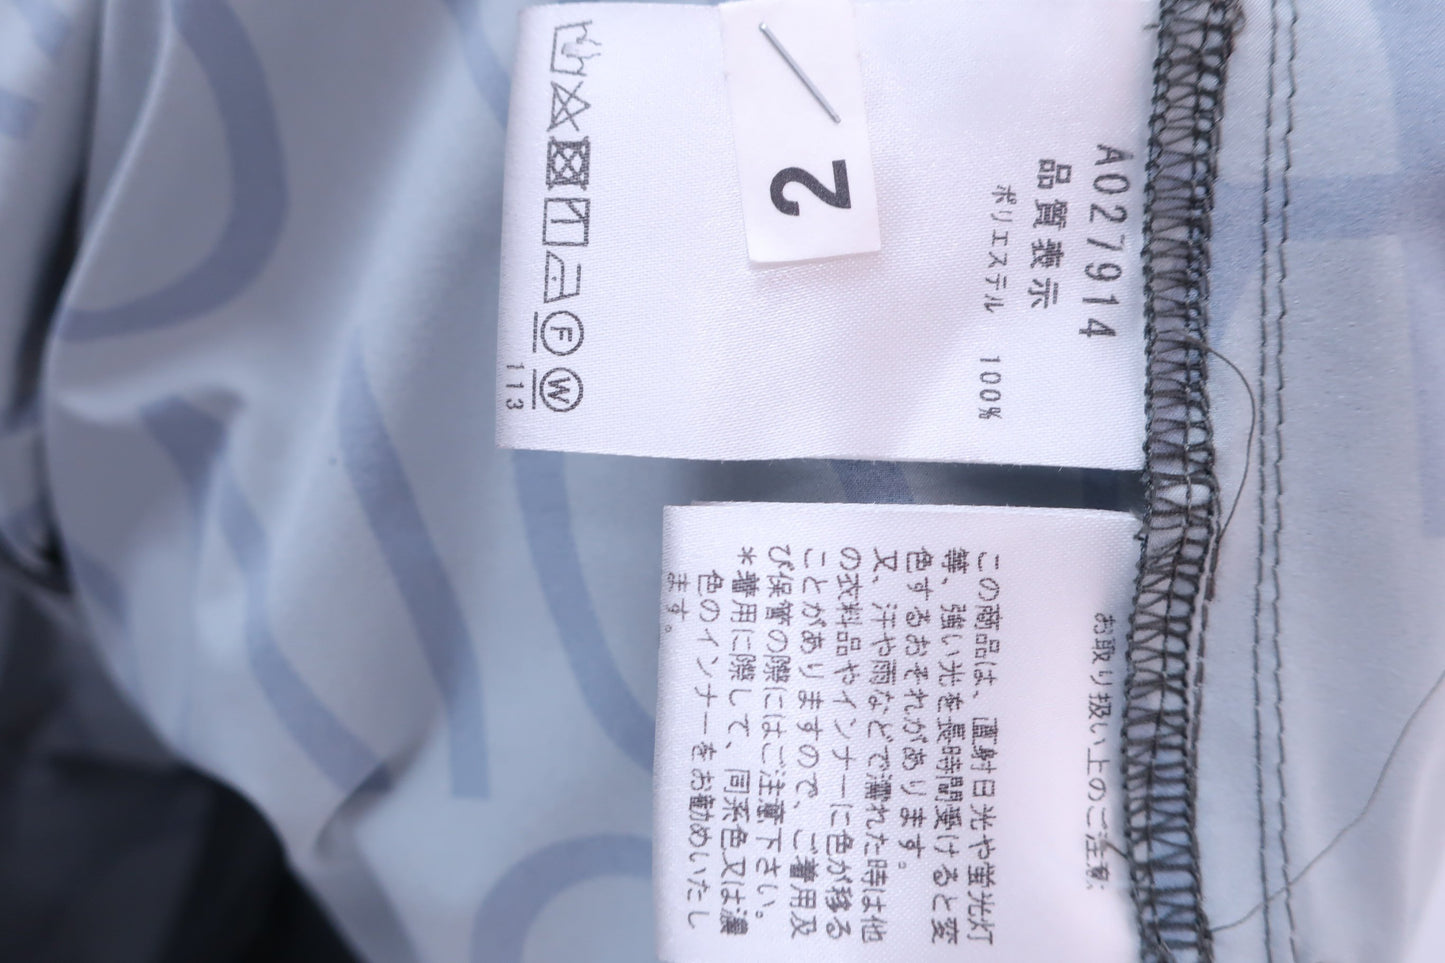 A027914
品質表示
ポリエステル 100%
2
F
W
113
お取り扱い上のご注意
この商品は、直射日光や蛍光灯
等、強い光を長時間受けると変
色するおそれがあります。
又、汗や雨などで濡れた時は他
の衣料品やインナーに色が移る
ことがありますので、ご着用及
び保管の際にはご注意下さい。
*着用に際して、同系色又は濃
色のインナーをお勧めいたし
ます。